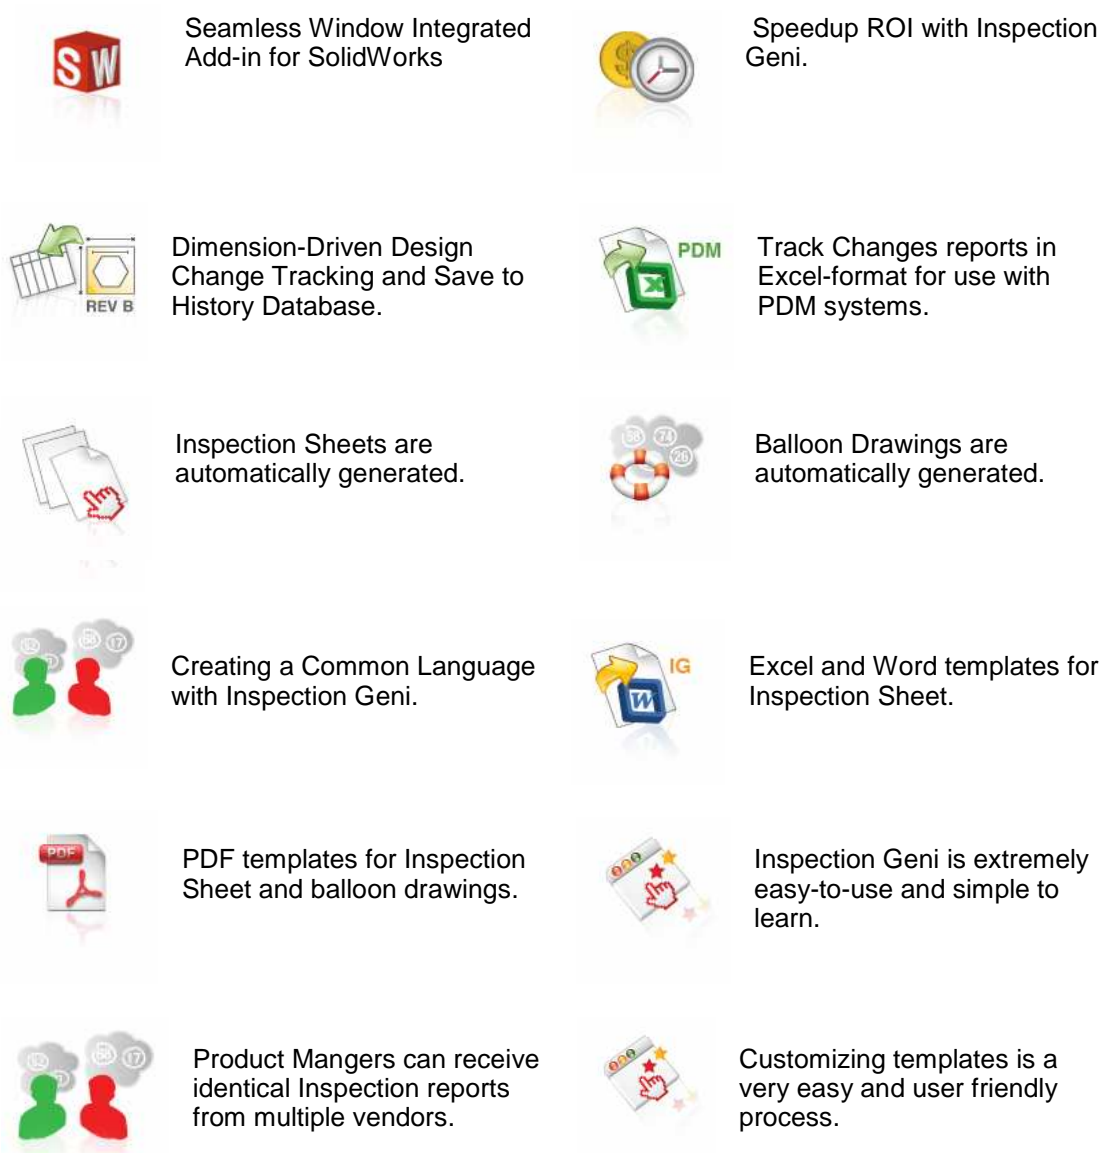 SW
Seamless Window Integrated
Add-in for SolidWorks
$
Speedup ROI with Inspection
Geni.
REV B
Dimension-Driven Design
Change Tracking and Save to
History Database.
PDM
X
Track Changes reports in
Excel-format for use with
PDM systems.
Inspection Sheets are
automatically generated.
74
26
Balloon Drawings are
automatically generated.
17
Creating a Common Language
with Inspection Geni.
IG
W
Excel and Word templates for
Inspection Sheet.
PDF
PDF templates for Inspection
Sheet and balloon drawings.
Inspection Geni is extremely
easy-to-use and simple to
learn.
17
Product Mangers can receive
identical Inspection reports
from multiple vendors.
Customizing templates is a
very easy and user friendly
process.